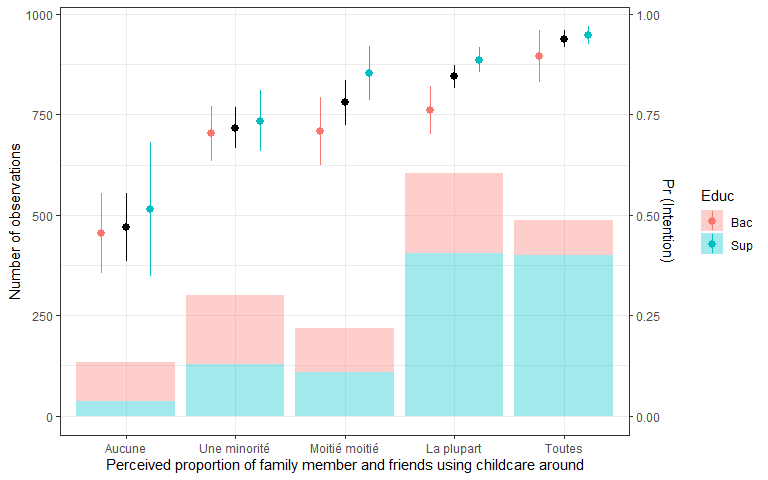 1000
750
500
250
0
Number of observations
1.00
0.75
0.50
0.25
0.00
Pr (Intention)
Aucune Une minorité Moitié moitié La plupart Toutes
Perceived proportion of family member and friends using childcare around
Educ
Bac
Sup